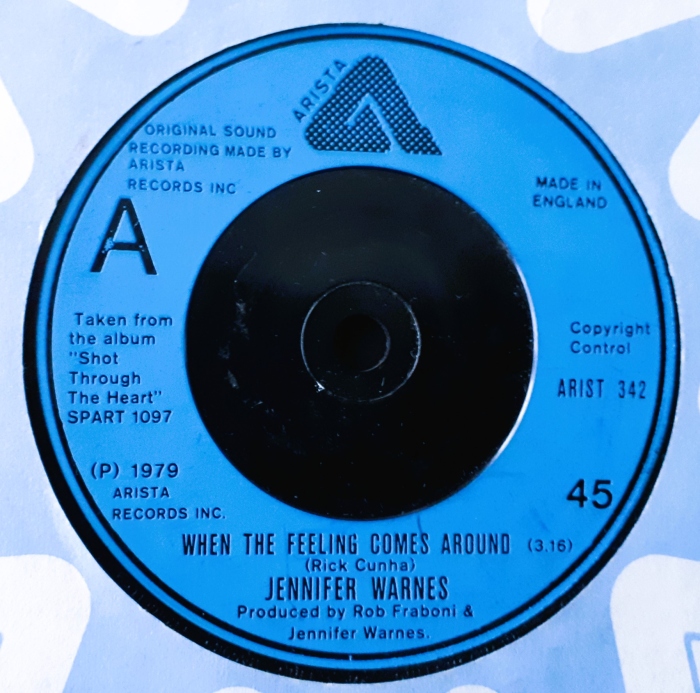 ARISTA
ORIGINAL SOUND
RECORDING MADE BY
ARISTA
RECORDS INC
MADE IN
ENGLAND
A
Taken from
the album
"Shot
Through
The Heart"
SPART 1097
Copyright
Control
ARIST 342
(P) 1979
ARISTA
RECORDS INC.
45
WHEN THE FEELING COMES AROUND (3.16)
(Rick Cunha)
JENNIFER WARNES
Produced by Rob Fraboni &
Jennifer Warnes.